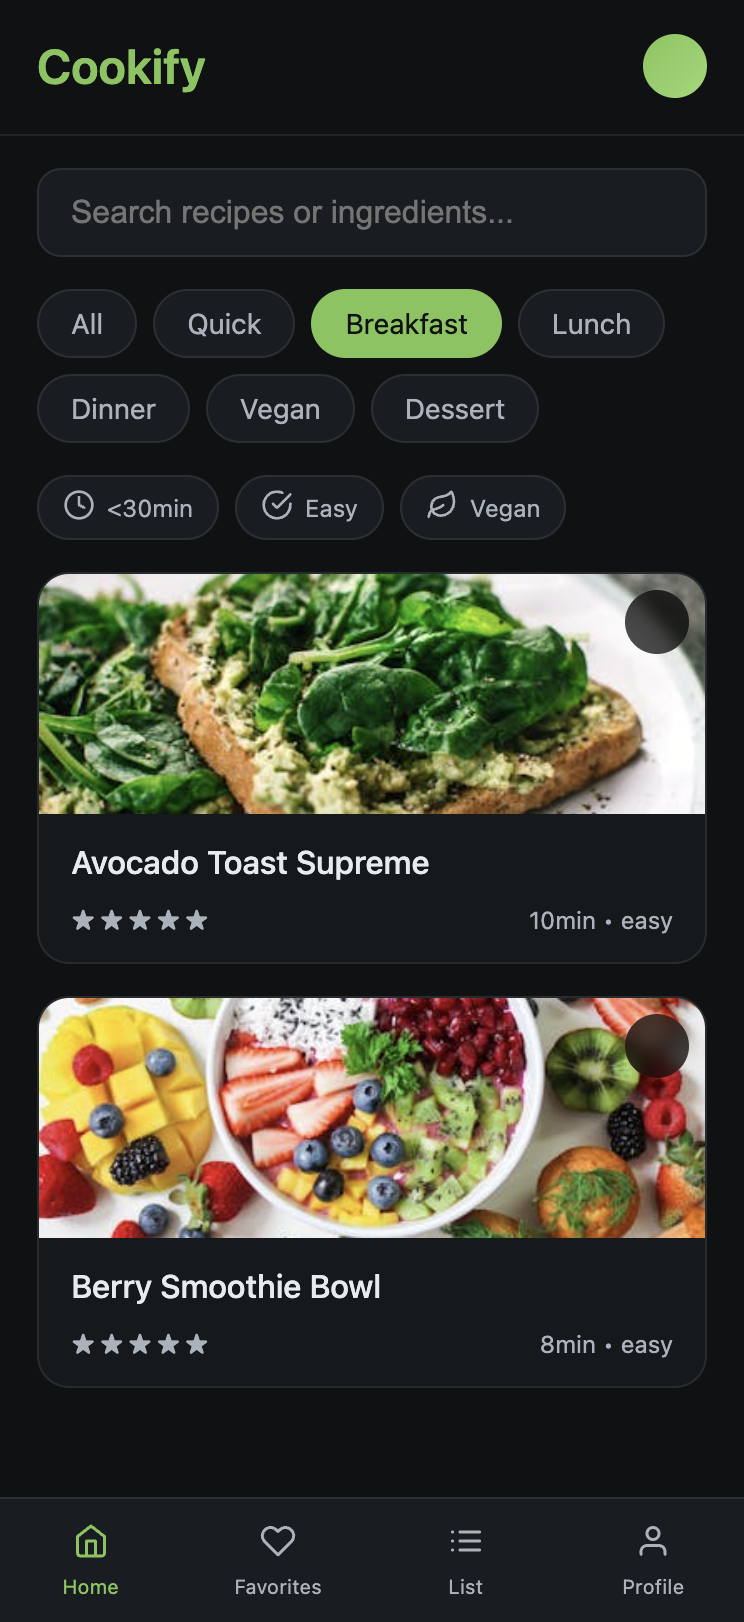 Cookify
Search recipes or ingredients...
All Quick Breakfast Lunch
Dinner Vegan Dessert
<30min Easy Vegan
Avocado Toast Supreme
★★★★★ 10min • easy
Berry Smoothie Bowl
★★★★★ 8min • easy
Home Favorites List Profile